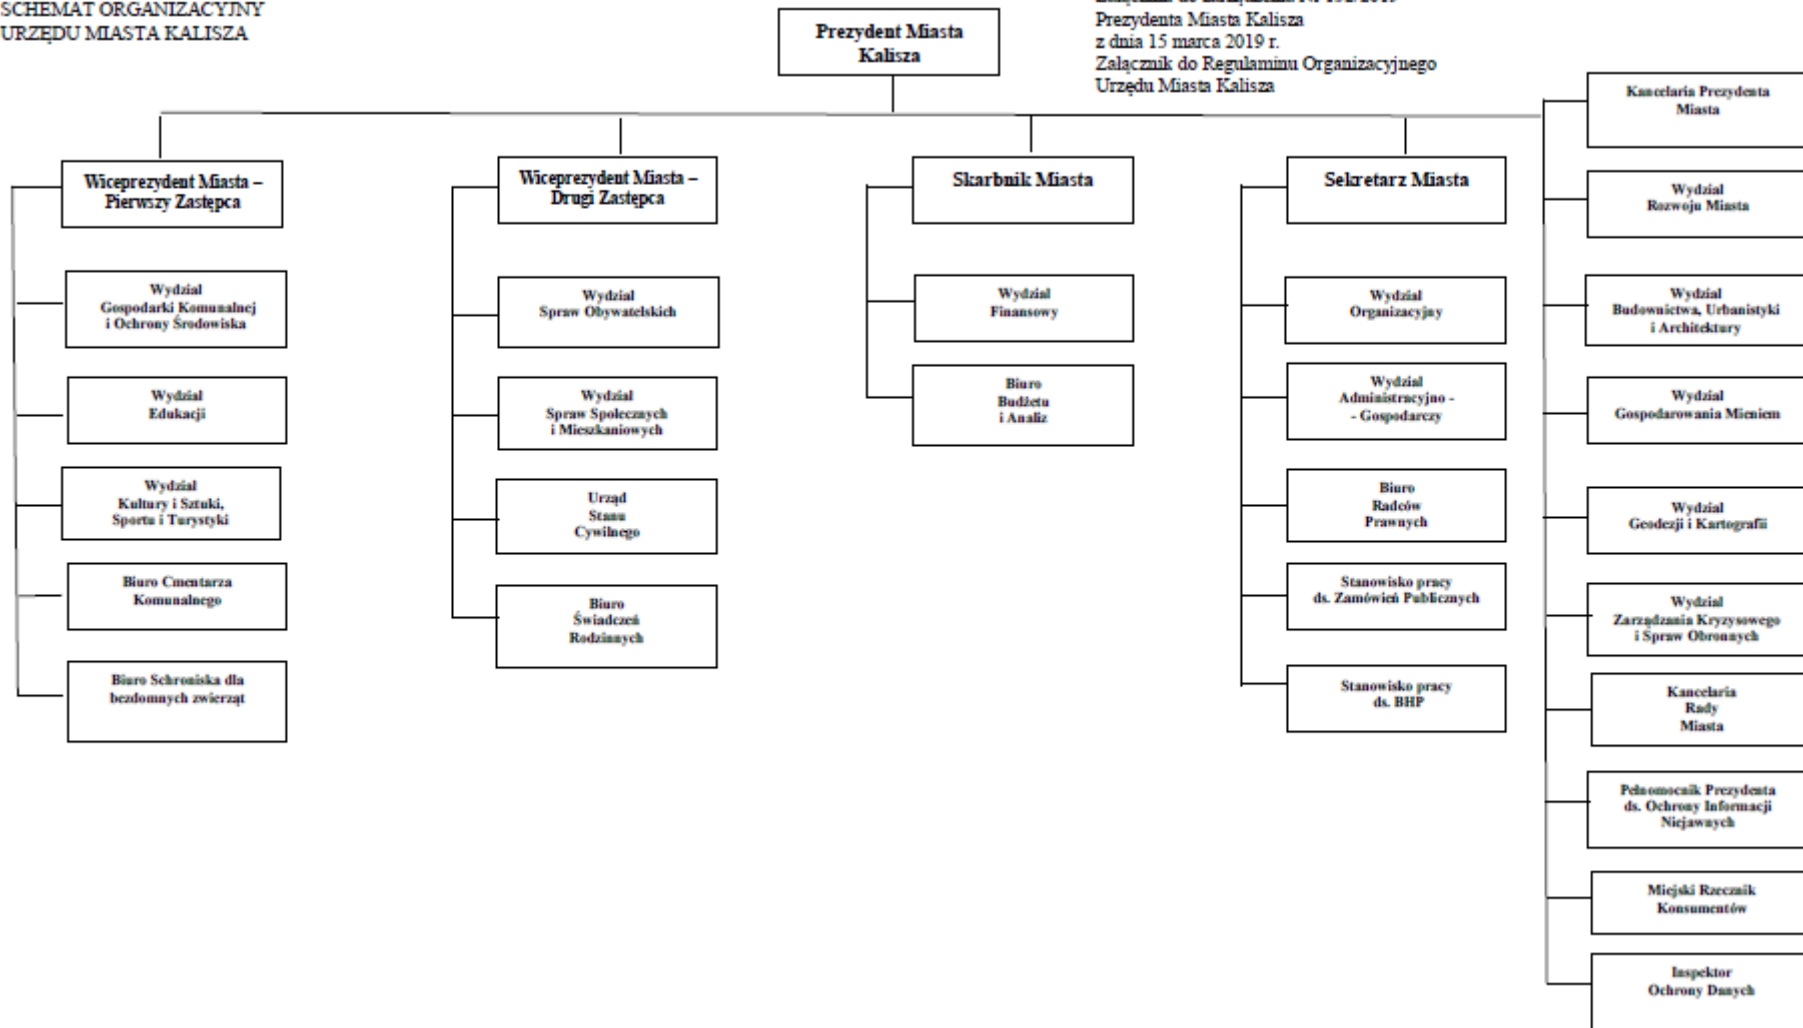 SCHEMAT ORGANIZACYJNY
URZĘDU MIASTA KALISZA
Prezydenta Miasta Kalisza
z dnia 15 marca 2019 r.
Załącznik do Regulaminu Organizacyjnego
Urzędu Miasta Kalisza
Prezydent Miasta
Kalisza
Wiceprezydent Miasta –
Pierwszy Zastępca
Wydział
Gospodarki Komunalnej
i Ochrony Środowiska
Wydział
Edukacji
Wydział
Kultury i Sztuki,
Sportu i Turystyki
Biuro Cmentarza
Komunalnego
Biuro Schroniska dla
bezdomnych zwierząt
Wiceprezydent Miasta –
Drugi Zastępca
Wydział
Spraw Obywatelskich
Wydział
Spraw Społecznych
i Mieszkaniowych
Urząd
Stanu
Cywilnego
Biuro
Świadczeń
Rodzinnych
Skarbnik Miasta
Wydział
Finansowy
Biuro
Budżetu
i Analiz
Sekretarz Miasta
Wydział
Organizacyjny
Wydział
Administracyjno -
- Gospodarczy
Biuro
Radców
Prawnych
Stanowisko pracy
ds. Zamówień Publicznych
Stanowisko pracy
ds. BHP
Kancelaria Prezydenta
Miasta
Wydział
Rozwoju Miasta
Wydział
Budownictwa, Urbanistyki
i Architektury
Wydział
Gospodarowania Mieniem
Wydział
Geodezji i Kartografii
Wydział
Zarządzania Kryzysowego
i Spraw Obronnych
Kancelaria
Rady
Miasta
Pełnomocnik Prezydenta
ds. Ochrony Informacji
Niejawnych
Miejski Rzecznik
Konsumentów
Inspektor
Ochrony Danych